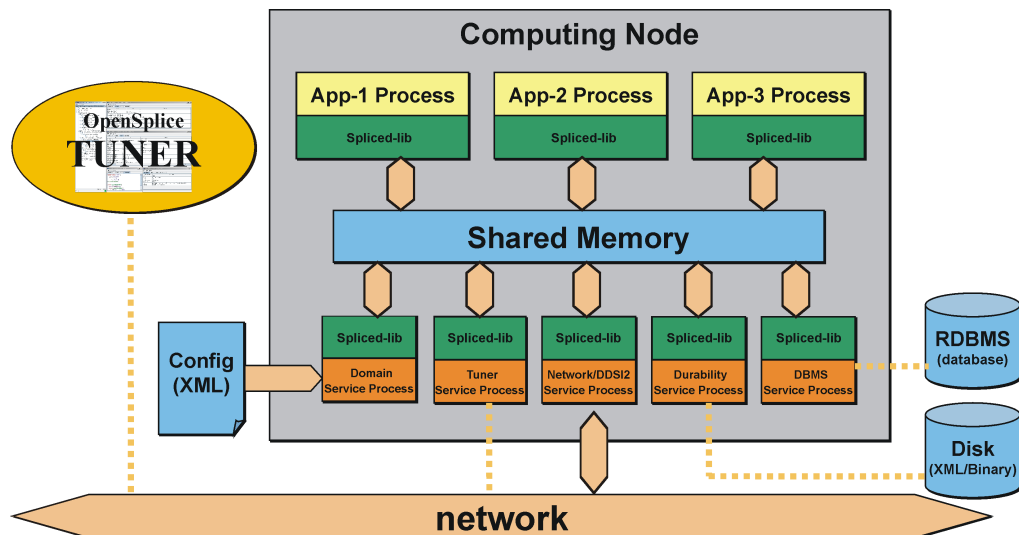 Computing Node
App-1 Process
App-2 Process
App-3 Process
Spliced-lib
Spliced-lib
Spliced-lib
OpenSplice
TUNER
Shared Memory
Config
(XML)
Spliced-lib
Domain
Service Process
Spliced-lib
Tuner
Service Process
Spliced-lib
Network/DDSI2
Service Process
Spliced-lib
Durability
Service Process
Spliced-lib
DBMS
Service Process
RDBMS
(database)
Disk
(XML/Binary)
network